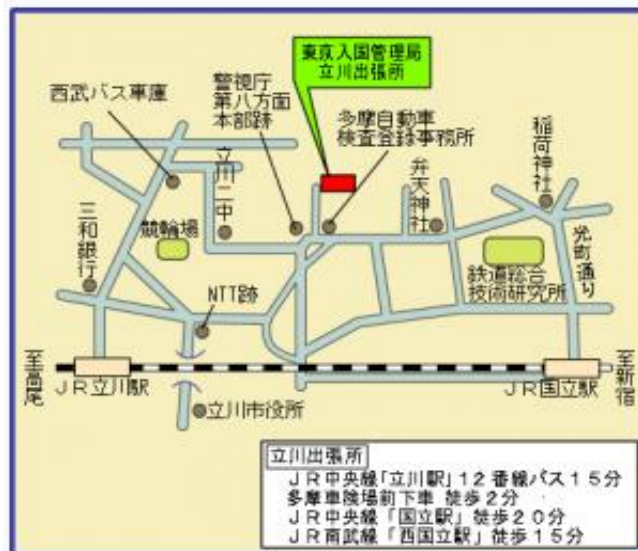 東京入国管理局
立川出張所
西武バス車庫
警視庁
第八方面
本部跡
多摩自動車
検査登録事務所
稲荷神社
立川二中
弁天神社
三和銀行
競輪場
光町通り
鉄道総合
技術研究所
NTT跡
至高尾
JR立川駅
JR国立駅
至新宿
立川市役所
立川出張所
JR中央線「立川駅」12番線バス15分
多摩車検場前下車 徒歩2分
JR中央線「国立駅」徒歩20分
JR南武線「西国立駅」徒歩15分